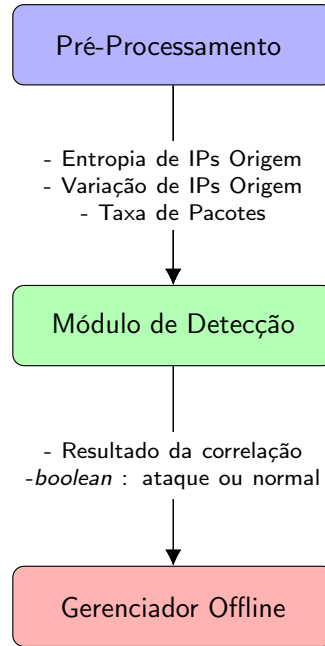 Pré-Processamento
- Entropia de IPs Origem
- Variação de IPs Origem
- Taxa de Pacotes
Módulo de Detecção
- Resultado da correlação
-boolean : ataque ou normal
Gerenciador Offline